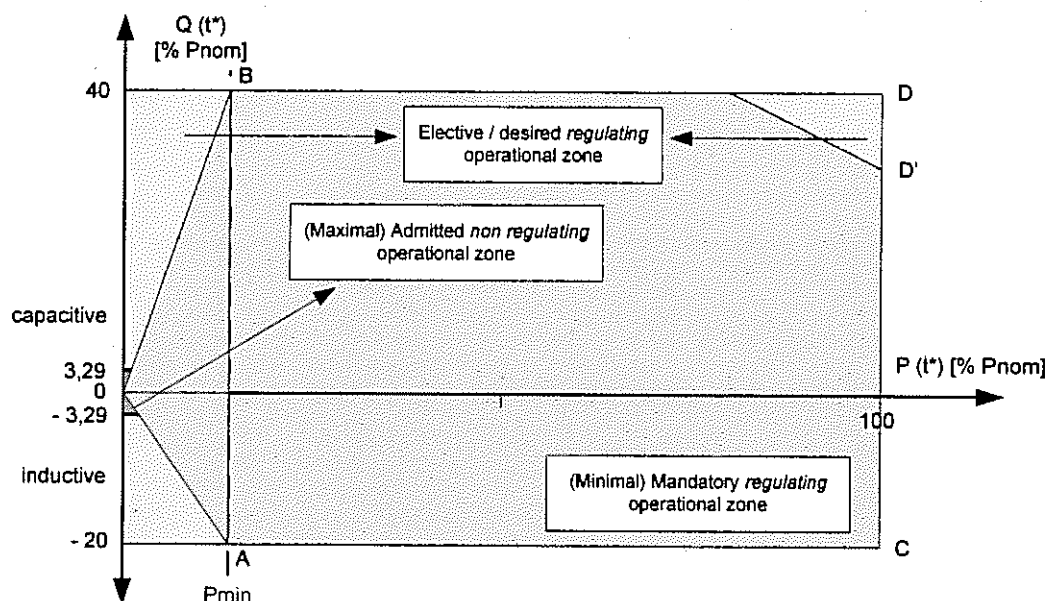 Q (t*)
[% Pnom]
B
40
D
Elective / desired regulating
operational zone
D'
(Maximal) Admitted non regulating
operational zone
capacitive
3,29
0
P (t*) [% Pnom]
- 3,29
100
inductive
(Minimal) Mandatory regulating
operational zone
- 20
C
A
Pmin